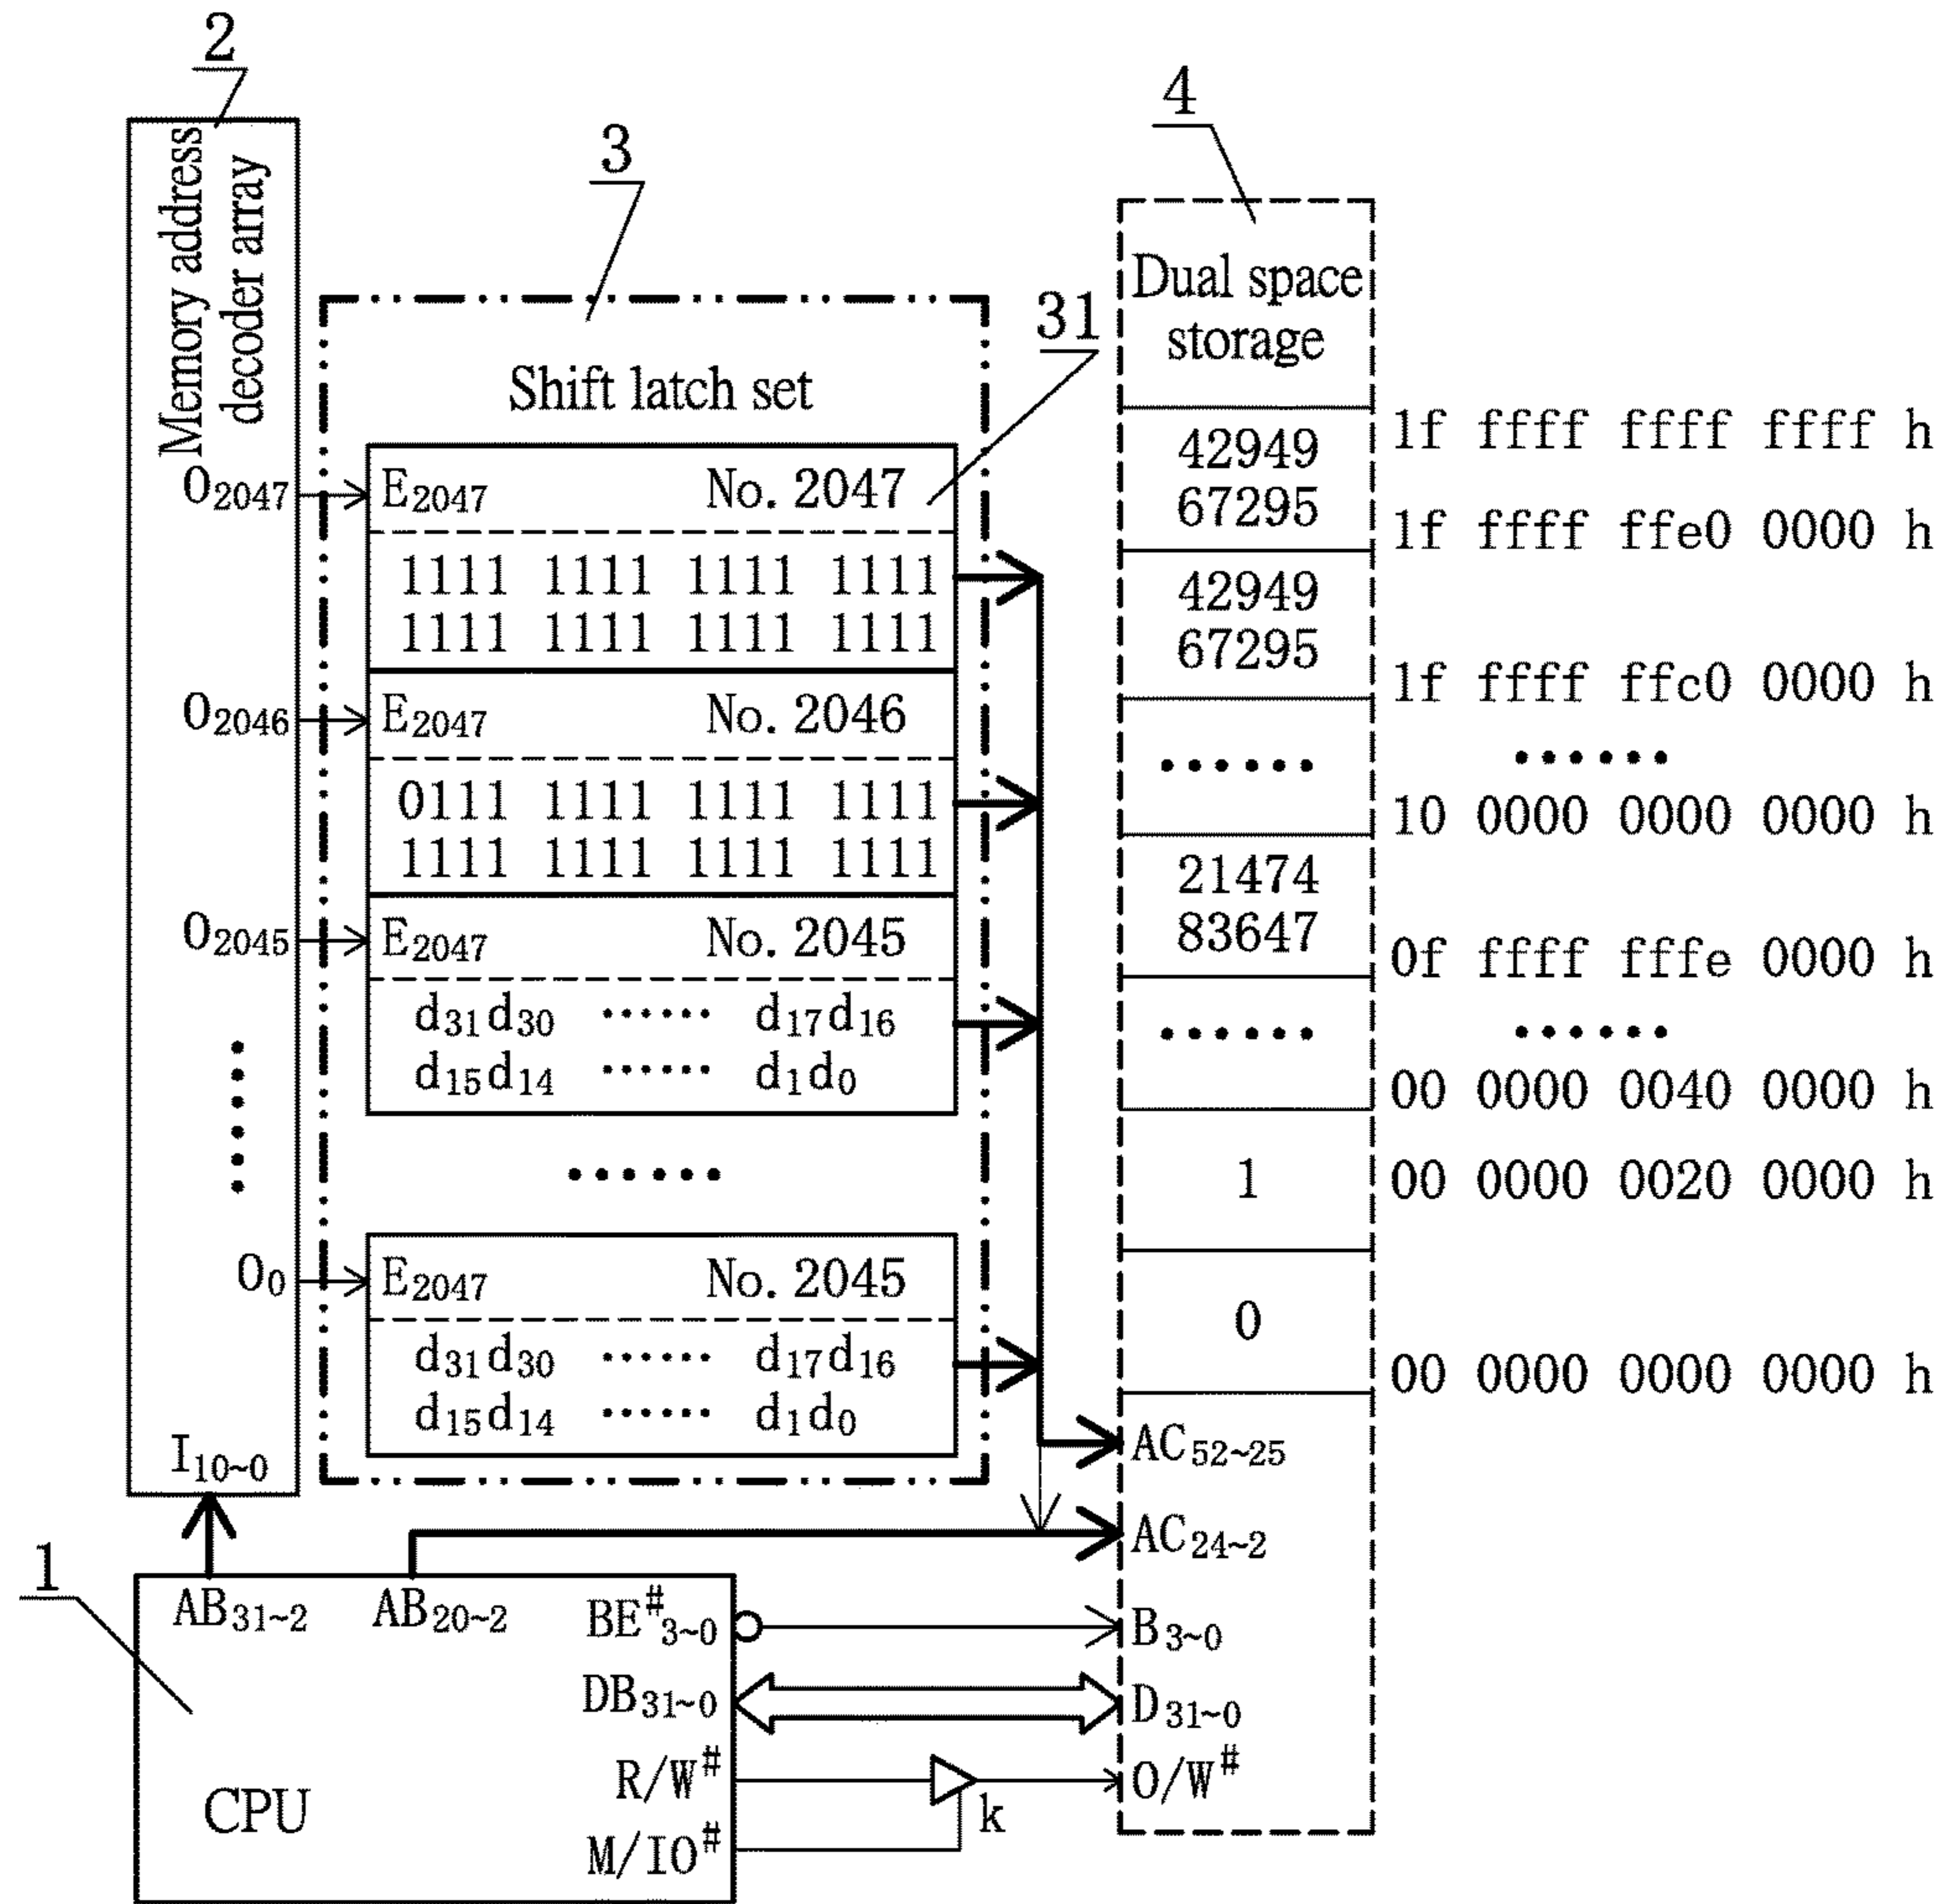 2
Memory address
decoder array
O2047
O2046
O2045
......
O0
I10~0
3
Shift latch set
31
E2047 No. 2047
1111 1111 1111 1111
1111 1111 1111 1111
E2047 No. 2046
0111 1111 1111 1111
1111 1111 1111 1111
E2047 No. 2045
d31d30 ...... d17d16
d15d14 ...... d1d0
......
E2047 No. 2045
d31d30 ...... d17d16
d15d14 ...... d1d0
4
Dual space
storage
1f ffff ffff ffff h
42949
67295
1f ffff ffe0 0000 h
42949
67295
1f ffff ffc0 0000 h
...... ......
10 0000 0000 0000 h
21474
83647
0f ffff fffe 0000 h
...... ......
00 0000 0040 0000 h
1 00 0000 0020 0000 h
0
00 0000 0000 0000 h
AC52~25
AC24~2
B3~0
D31~0
O/W#
1
AB31~2 AB20~2 BE#3~0
DB31~0
R/W#
k
CPU
M/IO#